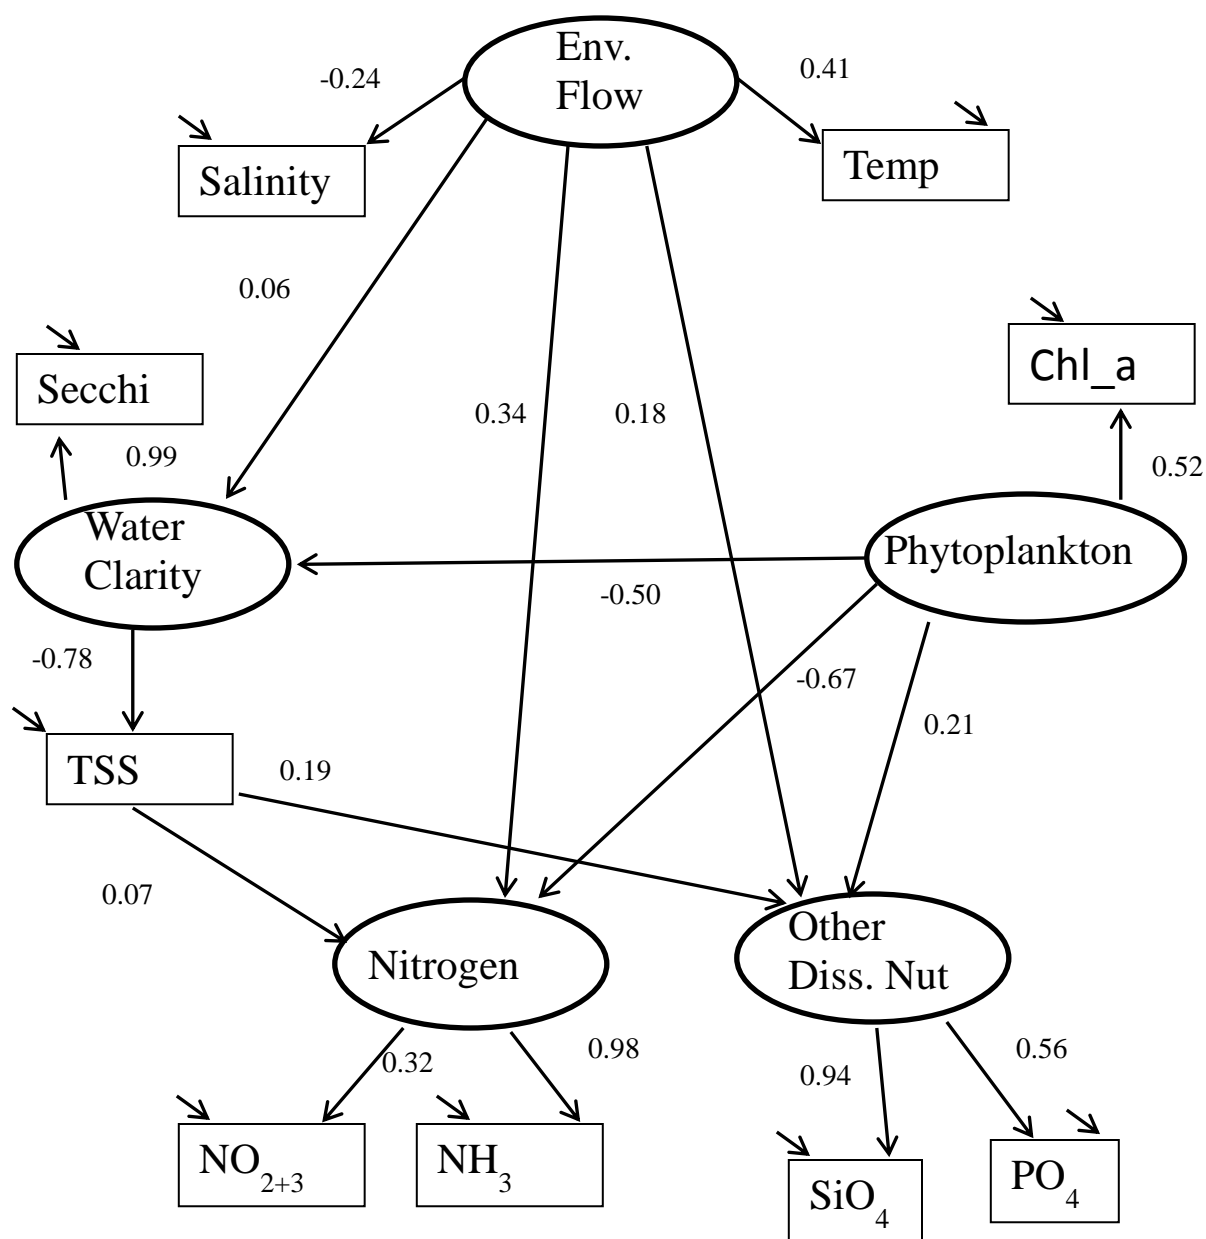 Env.
Flow
-0.24
0.41
Salinity
Temp
0.06
Secchi
Chl_a
0.34
0.18
0.99
0.52
Water
Clarity
Phytoplankton
-0.50
-0.78
-0.67
0.21
TSS
0.19
0.07
Nitrogen
Other
Diss. Nut
0.32
0.98
0.94
0.56
NO2+3
NH3
SiO4
PO4